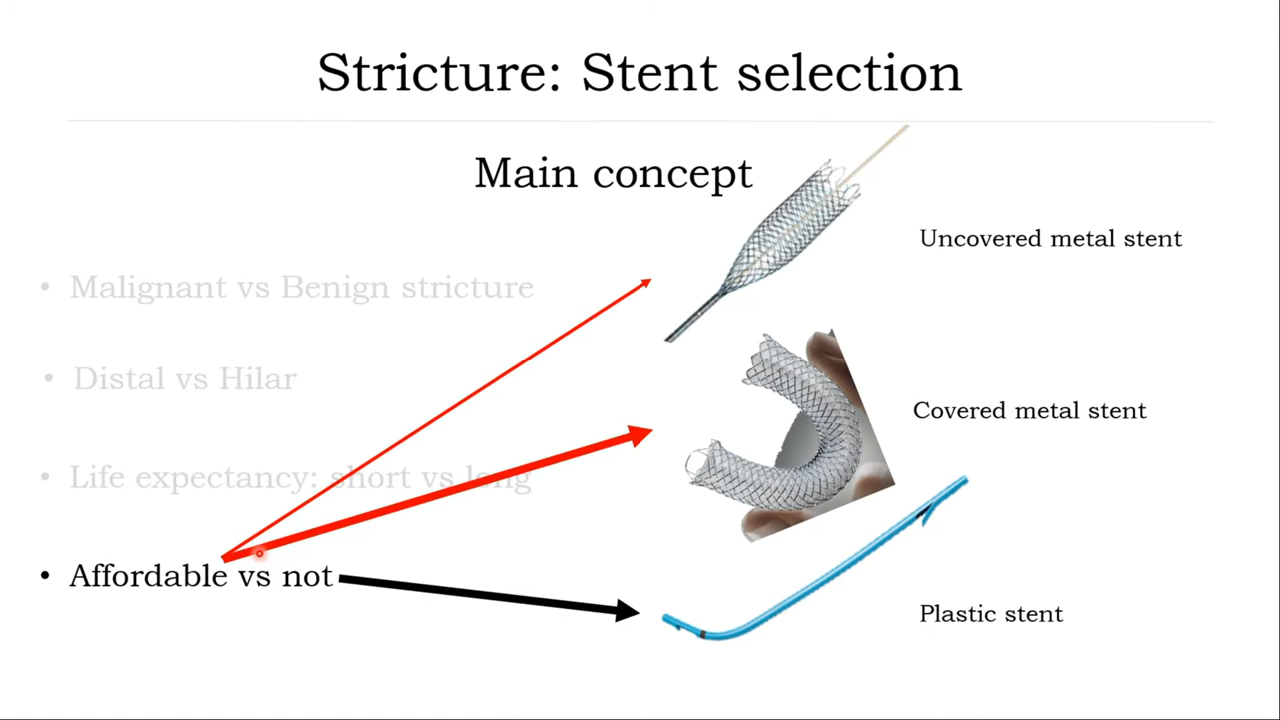 Stricture: Stent selection
Main concept
Uncovered metal stent
• Malignant vs Benign stricture
• Distal vs Hilar
Covered metal stent
• Life expectancy: short vs long
• Affordable vs not
Plastic stent